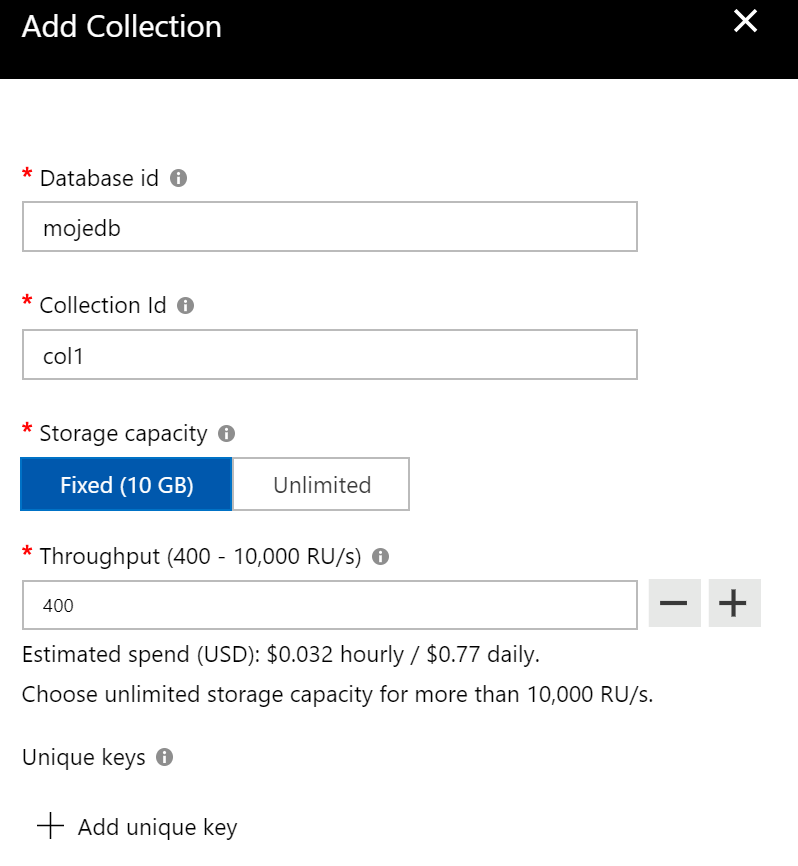 Add Collection
* Database id
mojedb
* Collection Id
col1
* Storage capacity
Fixed (10 GB) Unlimited
* Throughput (400 - 10,000 RU/s)
400
Estimated spend (USD): $0.032 hourly / $0.77 daily.
Choose unlimited storage capacity for more than 10,000 RU/s.
Unique keys
Add unique key